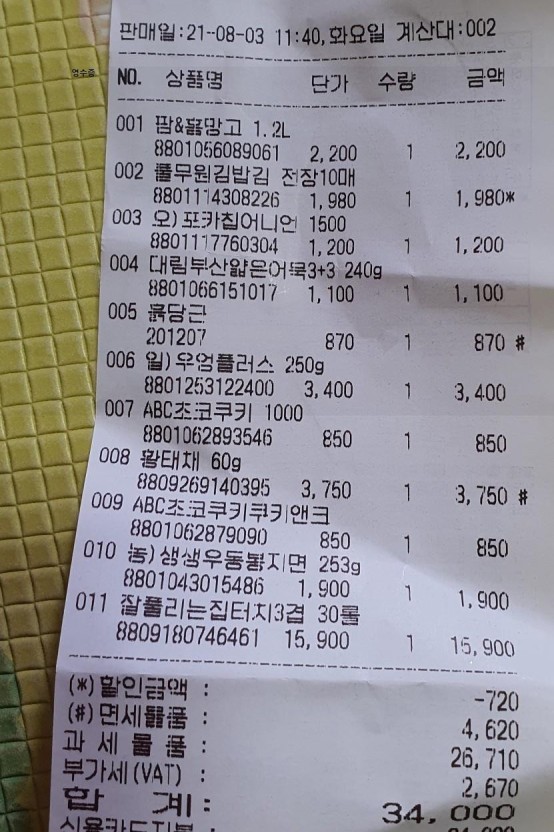 판매일:21-08-03 11:40,화요일 계산대:002
영수증
NO. 상품명 단가 수량 금액
001 팜&홈망고 1.2L
8801056089061 2,200 1 2,200
002 풀무원김밥김 전장10매
8801114308226 1,980 1 1,980*
003 오)포카칩어니언 1500
8801117760304 1,200 1 1,200
004 대림부산얇은어묵3+3 240g
8801066151017 1,100 1 1,100
005 흙당근
201207 870 1 870 #
006 일)우엉플러스 250g
8801253122400 3,400 1 3,400
007 ABC초코쿠키 1000
8801062893546 850 1 850
008 황태채 60g
8809269140395 3,750 1 3,750 #
009 ABC초코쿠키쿠키앤크
8801062879090 850 1 850
010 농)생생우동봉지면 253g
8801043015486 1,900 1 1,900
011 잘풀리는집터치3겹 30롤
8809180746461 15,900 1 15,900
(*)할인금액 : -720
(#)면세물품 : 4,620
과 세 물 품 : 26,710
부가세(VAT) : 2,670
합 계: 34,000